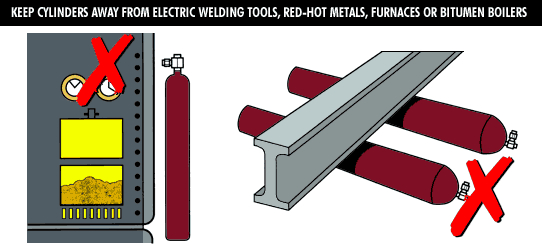 KEEP CYLINDERS AWAY FROM ELECTRIC WELDING TOOLS, RED-HOT METALS, FURNACES OR BITUMEN BOILERS